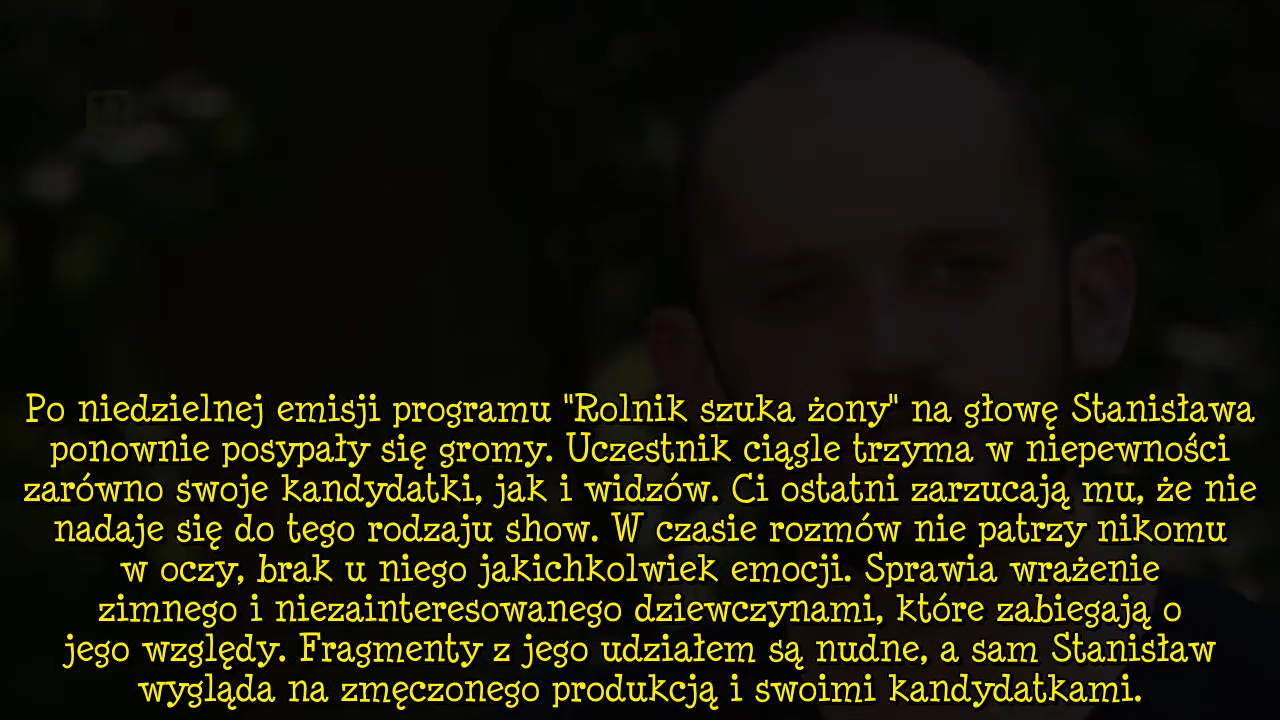 Po niedzielnej emisji programu "Rolnik szuka żony" na głowę Stanisława
ponownie posypały się gromy. Uczestnik ciągle trzyma w niepewności
zarówno swoje kandydatki, jak i widzów. Ci ostatni zarzucają mu, że nie
nadaje się do tego rodzaju show. W czasie rozmów nie patrzy nikomu
w oczy, brak u niego jakichkolwiek emocji. Sprawia wrażenie
zimnego i niezainteresowanego dziewczynami, które zabiegają o
jego względy. Fragmenty z jego udziałem są nudne, a sam Stanisław
wygląda na zmęczonego produkcją i swoimi kandydatkami.